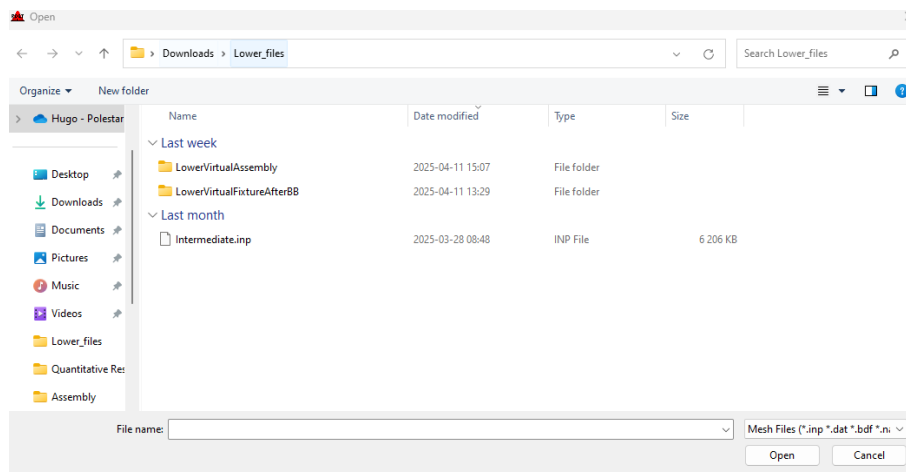 Open
Downloads > Lower_files
Search Lower_files
Organize
New folder
Hugo - Polestar
Desktop
Downloads
Documents
Pictures
Music
Videos
Lower_files
Quantitative Res
Assembly
Name Date modified Type Size
Last week
LowerVirtualAssembly 2025-04-11 15:07 File folder
LowerVirtualFixtureAfterBB 2025-04-11 13:29 File folder
Last month
Intermediate.inp 2025-03-28 08:48 INP File 6 206 KB
File name:
Mesh Files (*.inp *.dat *.bdf *.na
Open Cancel